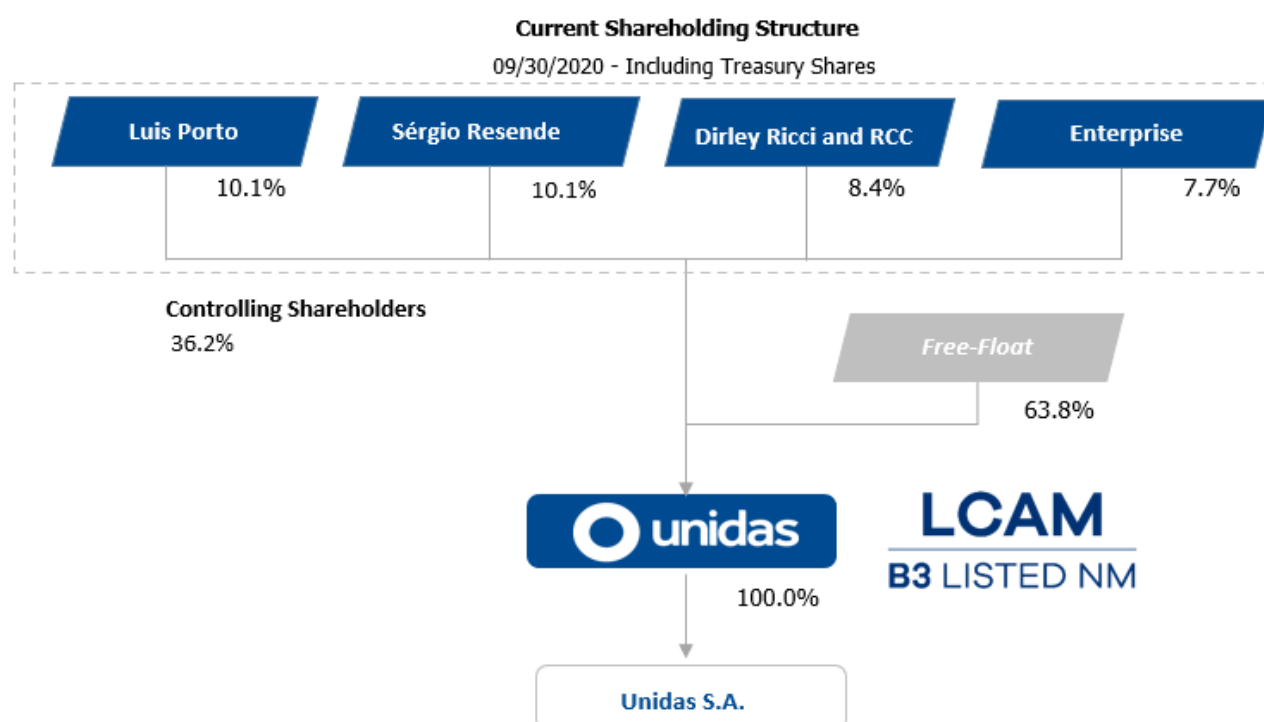 Current Shareholding Structure
09/30/2020 - Including Treasury Shares
Luis Porto
Sérgio Resende
Dirley Ricci and RCC
Enterprise
10.1%
10.1%
8.4%
7.7%
Controlling Shareholders
36.2%
Free-Float
63.8%
unidas
LCAM
B3 LISTED NM
100.0%
Unidas S.A.